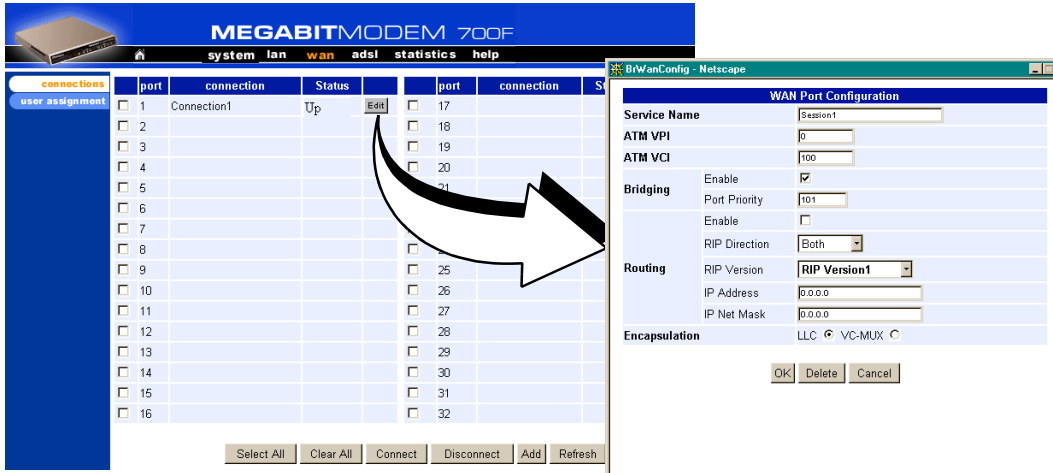 MEGABITMODEM 700F
system lan wan adsl statistics help
connections
user assignment
port connection Status
1 Connection1 Up Edit
2
3
4
5
6
7
8
9
10
11
12
13
14
15
16
port connection
17
18
19
20
21
25
26
27
28
29
30
31
32
Select All Clear All Connect Disconnect Add Refresh
BrWanConfig - Netscape
WAN Port Configuration
Service Name Session1
ATM VPI 0
ATM VCI 100
Bridging
Enable
Port Priority 101
Routing
Enable
RIP Direction Both
RIP Version RIP Version1
IP Address 0.0.0.0
IP Net Mask 0.0.0.0
Encapsulation LLC VC-MUX
OK Delete Cancel